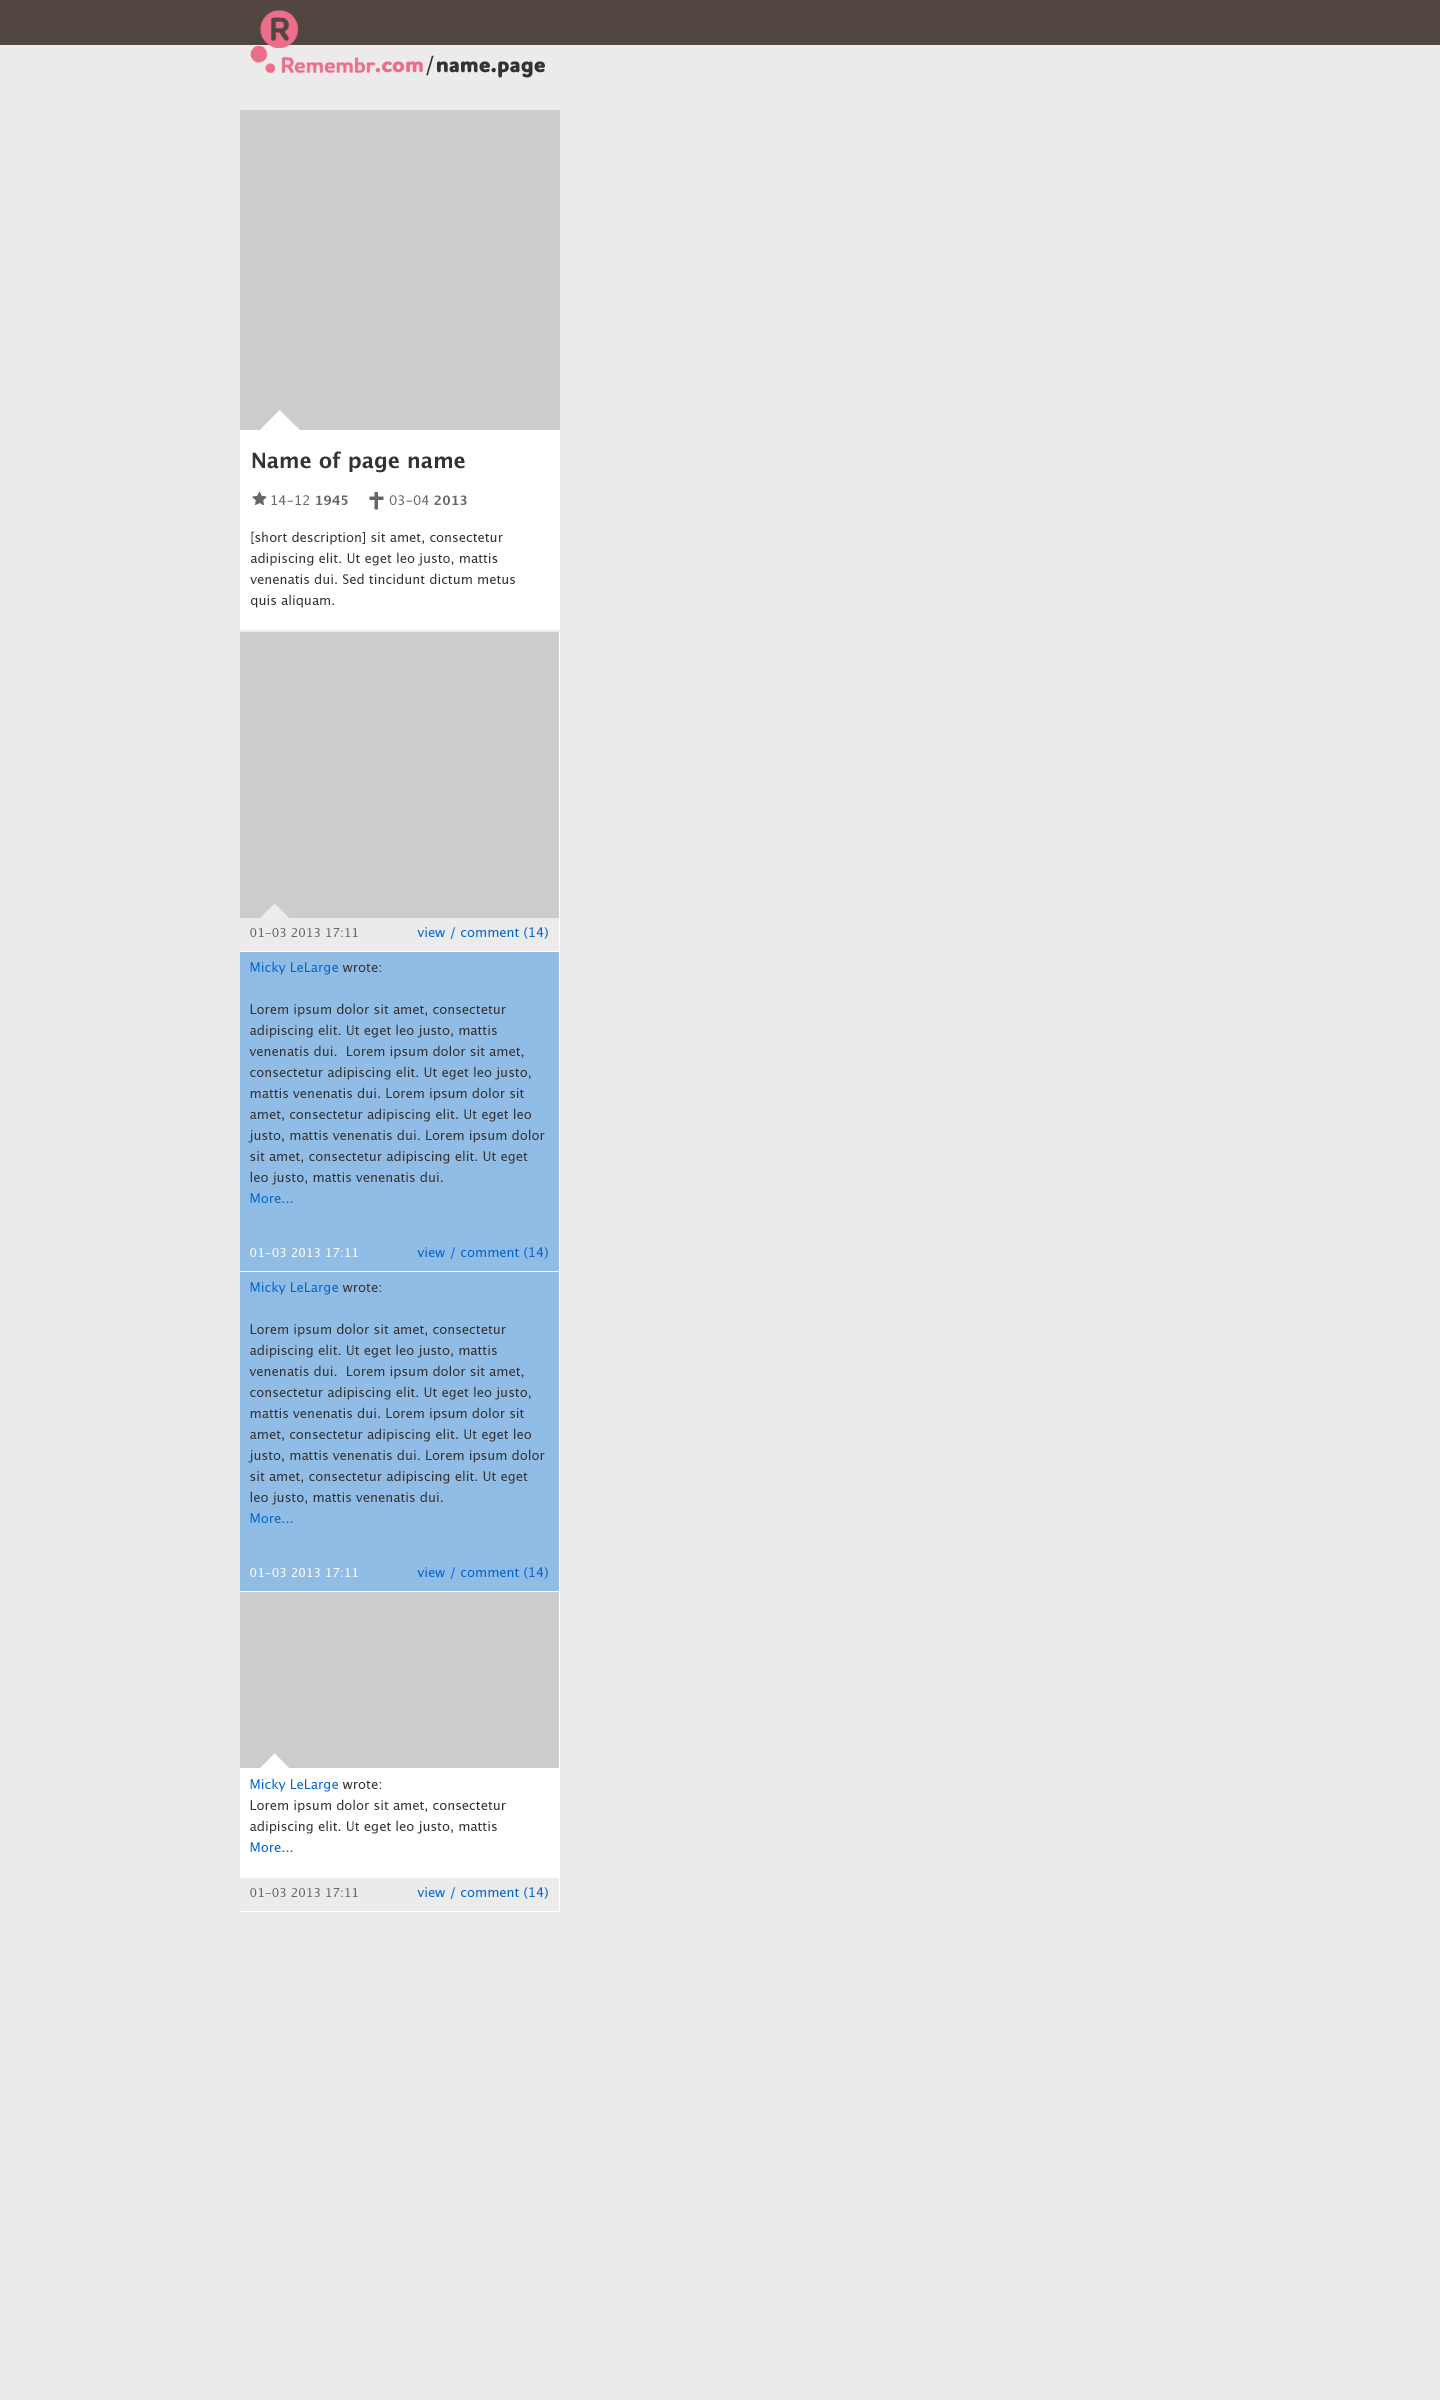 R
Remembr.com/name.page
Name of page name
14-12 1945 03-04 2013
[short description] sit amet, consectetur
adipiscing elit. Ut eget leo justo, mattis
venenatis dui. Sed tincidunt dictum metus
quis aliquam.
01-03 2013 17:11 view / comment (14)
Micky LeLarge wrote:
Lorem ipsum dolor sit amet, consectetur
adipiscing elit. Ut eget leo justo, mattis
venenatis dui.  Lorem ipsum dolor sit amet,
consectetur adipiscing elit. Ut eget leo justo,
mattis venenatis dui. Lorem ipsum dolor sit
amet, consectetur adipiscing elit. Ut eget leo
justo, mattis venenatis dui. Lorem ipsum dolor
sit amet, consectetur adipiscing elit. Ut eget
leo justo, mattis venenatis dui.
More...
01-03 2013 17:11 view / comment (14)
Micky LeLarge wrote:
Lorem ipsum dolor sit amet, consectetur
adipiscing elit. Ut eget leo justo, mattis
venenatis dui.  Lorem ipsum dolor sit amet,
consectetur adipiscing elit. Ut eget leo justo,
mattis venenatis dui. Lorem ipsum dolor sit
amet, consectetur adipiscing elit. Ut eget leo
justo, mattis venenatis dui. Lorem ipsum dolor
sit amet, consectetur adipiscing elit. Ut eget
leo justo, mattis venenatis dui.
More...
01-03 2013 17:11 view / comment (14)
Micky LeLarge wrote:
Lorem ipsum dolor sit amet, consectetur
adipiscing elit. Ut eget leo justo, mattis
More...
01-03 2013 17:11 view / comment (14)